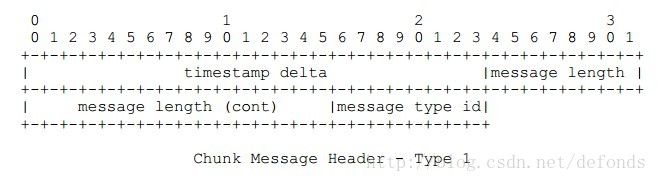 0                   1                   2                   3
 0 1 2 3 4 5 6 7 8 9 0 1 2 3 4 5 6 7 8 9 0 1 2 3 4 5 6 7 8 9 0 1
+-+-+-+-+-+-+-+-+-+-+-+-+-+-+-+-+-+-+-+-+-+-+-+-+-+-+-+-+-+-+-+-+
|                timestamp delta                |message length |
+-+-+-+-+-+-+-+-+-+-+-+-+-+-+-+-+-+-+-+-+-+-+-+-+-+-+-+-+-+-+-+-+
|     message length (cont)     |message type id|
+-+-+-+-+-+-+-+-+-+-+-+-+-+-+-+-+-+-+-+-+-+-+-+-+
Chunk Message Header - Type 1
http://blog.csdn.net/defonds